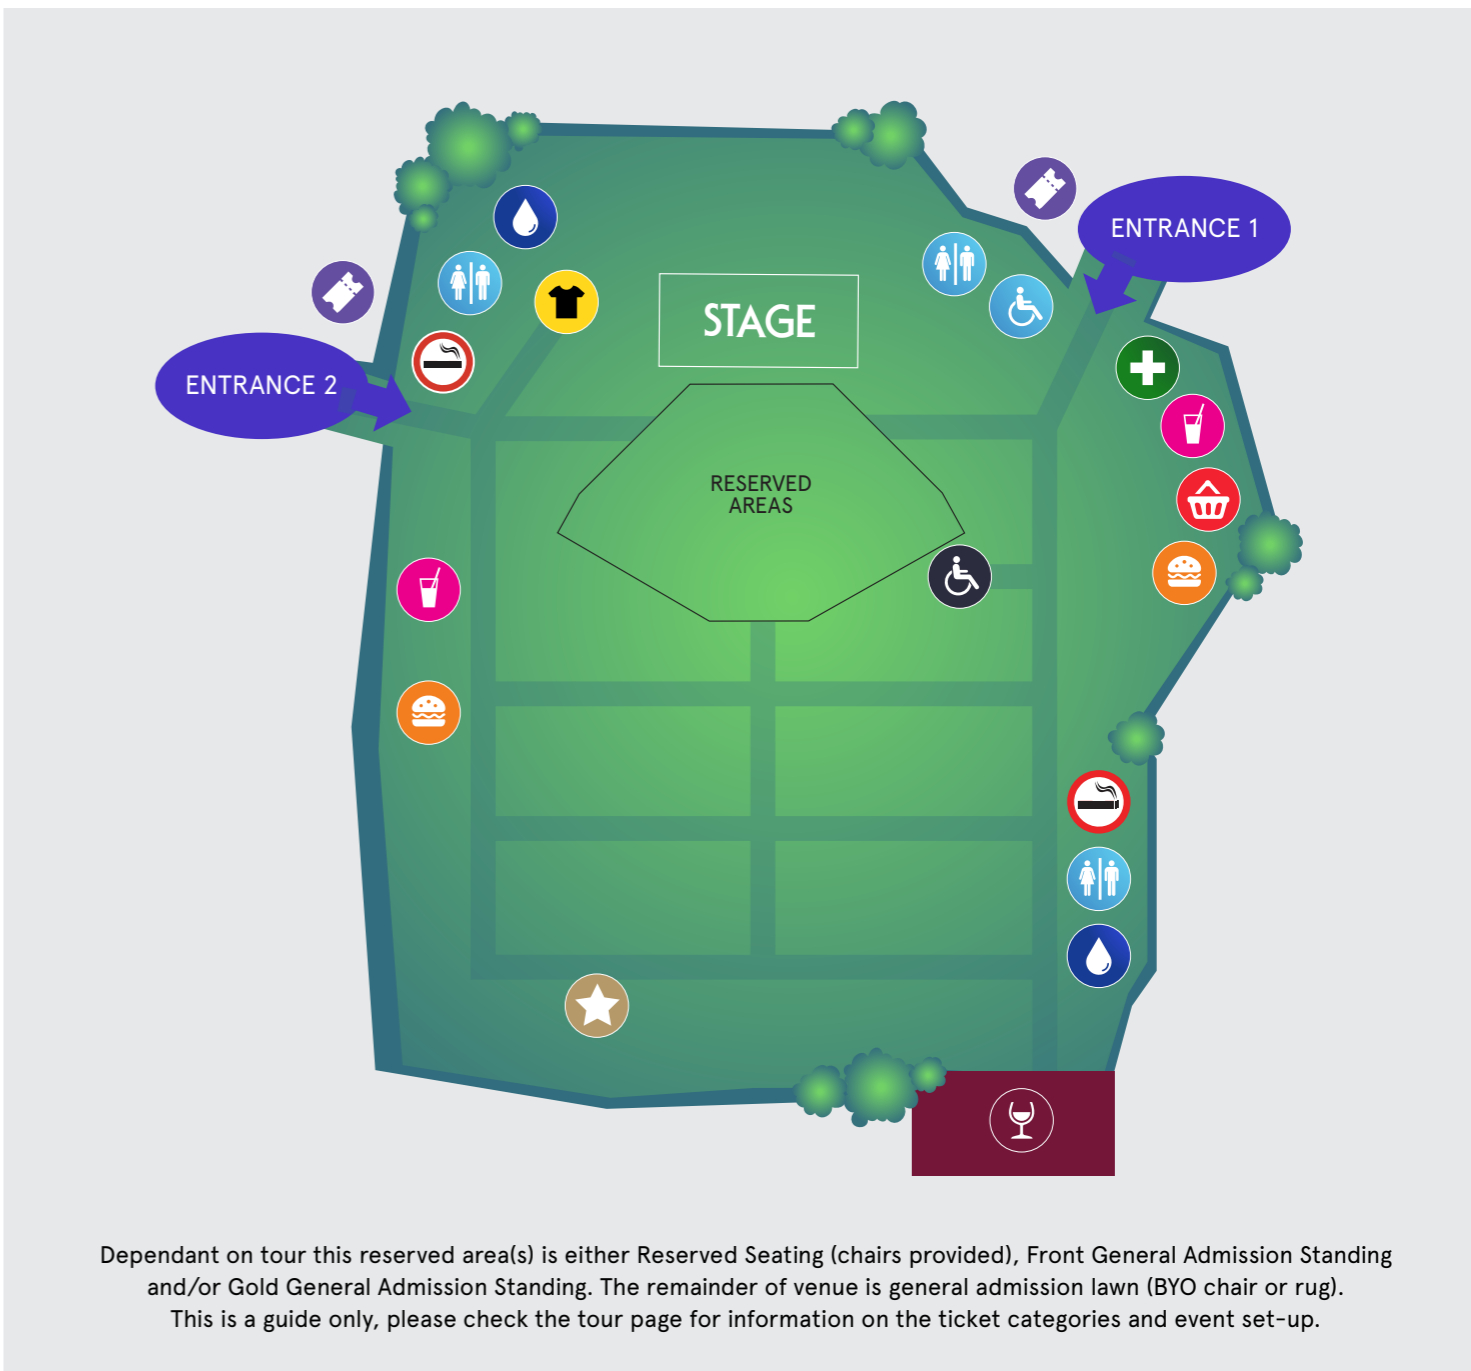 ENTRANCE 1
STAGE
ENTRANCE 2
RESERVED
AREAS
Dependant on tour this reserved area(s) is either Reserved Seating (chairs provided), Front General Admission Standing
and/or Gold General Admission Standing. The remainder of venue is general admission lawn (BYO chair or rug).
This is a guide only, please check the tour page for information on the ticket categories and event set-up.